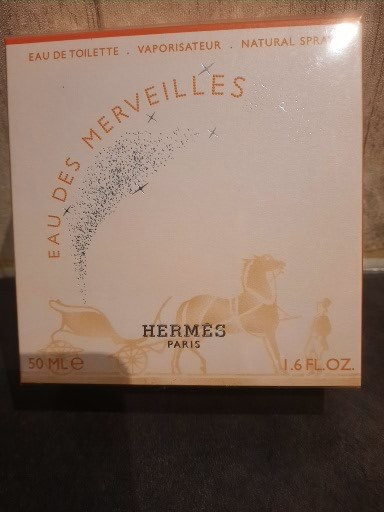 EAU DE TOILETTE . VAPORISATEUR . NATURAL SPRAY
EAU DES MERVEILLES
HERMÈS
PARIS
50 ML e
1.6 FL.OZ.